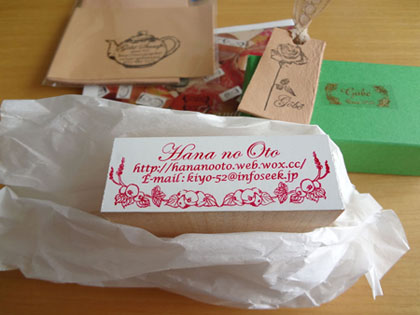 Hana no Oto
http://hananooto.web.wox.cc/
E-mail: kiyo-52@infoseek.jp